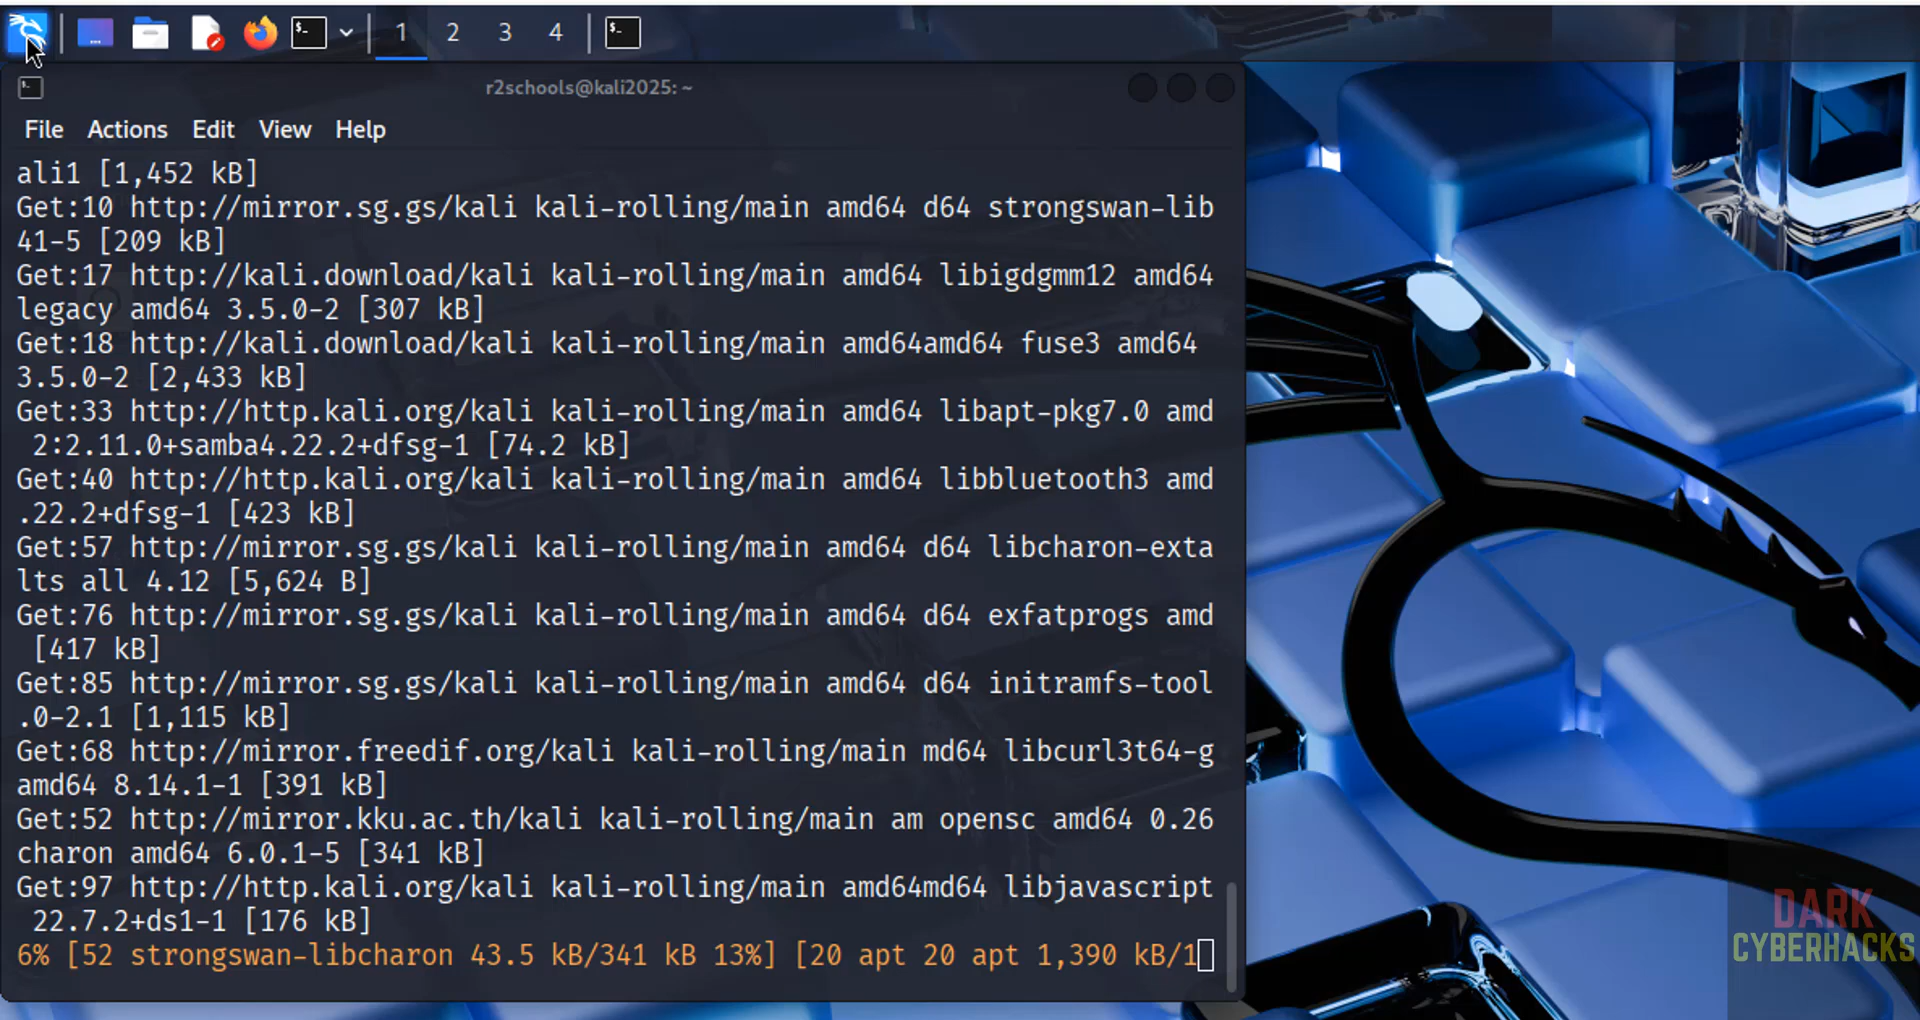 1 2 3 4
r2schools@kali2025: ~
File Actions Edit View Help
ali1 [1,452 kB]
Get:10 http://mirror.sg.gs/kali kali-rolling/main amd64 d64 strongswan-lib
41-5 [209 kB]
Get:17 http://kali.download/kali kali-rolling/main amd64 libigdgmm12 amd64
legacy amd64 3.5.0-2 [307 kB]
Get:18 http://kali.download/kali kali-rolling/main amd64amd64 fuse3 amd64
3.5.0-2 [2,433 kB]
Get:33 http://http.kali.org/kali kali-rolling/main amd64 libapt-pkg7.0 amd
2:2.11.0+samba4.22.2+dfsg-1 [74.2 kB]
Get:40 http://http.kali.org/kali kali-rolling/main amd64 libbluetooth3 amd
.22.2+dfsg-1 [423 kB]
Get:57 http://mirror.sg.gs/kali kali-rolling/main amd64 d64 libcharon-exta
lts all 4.12 [5,624 B]
Get:76 http://mirror.sg.gs/kali kali-rolling/main amd64 d64 exfatprogs amd
[417 kB]
Get:85 http://mirror.sg.gs/kali kali-rolling/main amd64 d64 initramfs-tool
.0-2.1 [1,115 kB]
Get:68 http://mirror.freedif.org/kali kali-rolling/main md64 libcurl3t64-g
amd64 8.14.1-1 [391 kB]
Get:52 http://mirror.kku.ac.th/kali kali-rolling/main am opensc amd64 0.26
charon amd64 6.0.1-5 [341 kB]
Get:97 http://http.kali.org/kali kali-rolling/main amd64md64 libjavascript
22.7.2+ds1-1 [176 kB]
6% [52 strongswan-libcharon 43.5 kB/341 kB 13%] [20 apt 20 apt 1,390 kB/1
DARK
CYBERHACKS